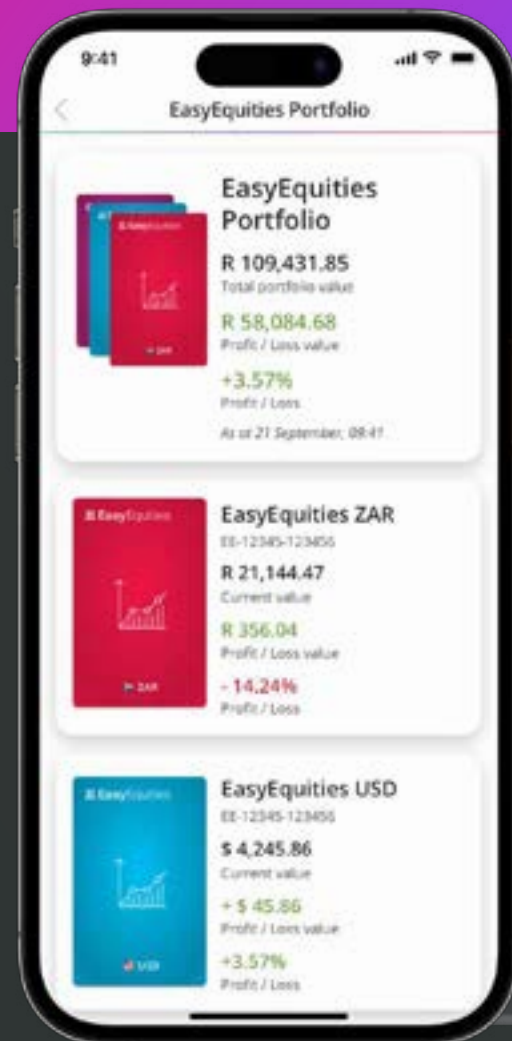 9:41
EasyEquities Portfolio
EasyEquities
Portfolio
R 109,431.85
Total portfolio value
R 58,084.68
Profit / Loss value
+3.57%
Profit / Loss
As at 21 September, 09:41
EasyEquities
ZAR
EasyEquities
ZAR
EasyEquities ZAR
EE-12345-123456
R 21,144.47
Current value
R 356.04
Profit / Loss value
- 14.24%
Profit / Loss
EasyEquities
USD
EasyEquities USD
EE-12345-123456
$ 4,245.86
Current value
+ $ 45.86
Profit / Loss value
+3.57%
Profit / Loss